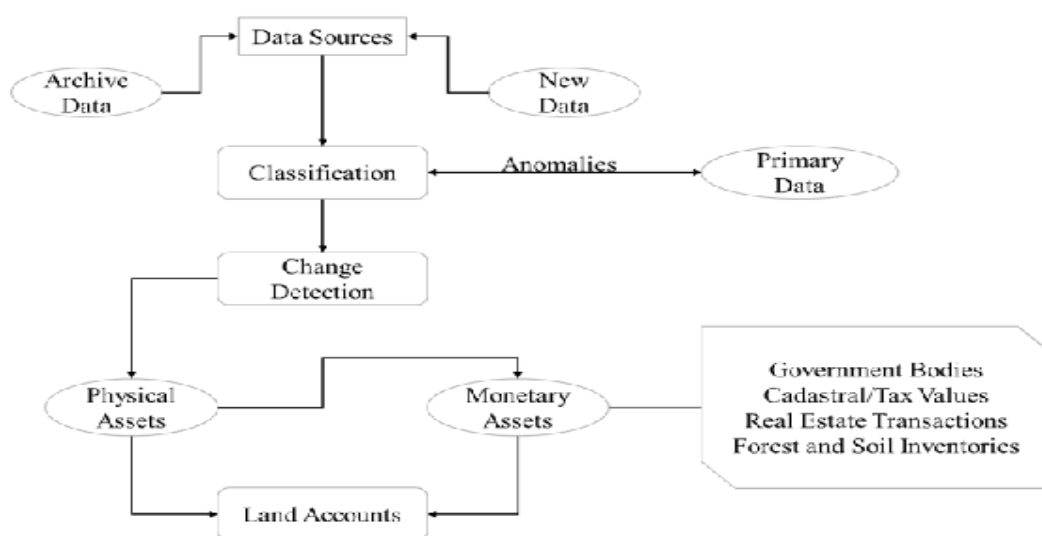 Data Sources
Archive
Data
New
Data
Classification
Anomalies
Primary
Data
Change
Detection
Physical
Assets
Monetary
Assets
Government Bodies
Cadastral/Tax Values
Real Estate Transactions
Forest and Soil Inventories
Land Accounts